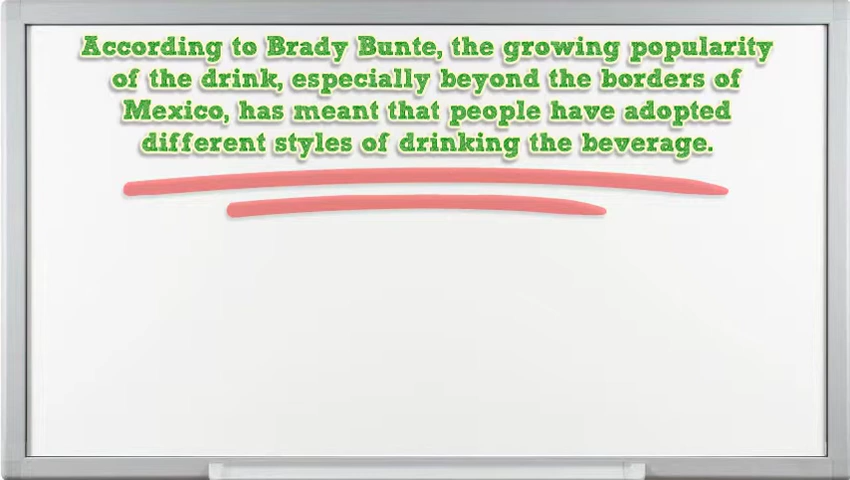 According to Brady Bunte, the growing popularity
of the drink, especially beyond the borders of
Mexico, has meant that people have adopted
different styles of drinking the beverage.